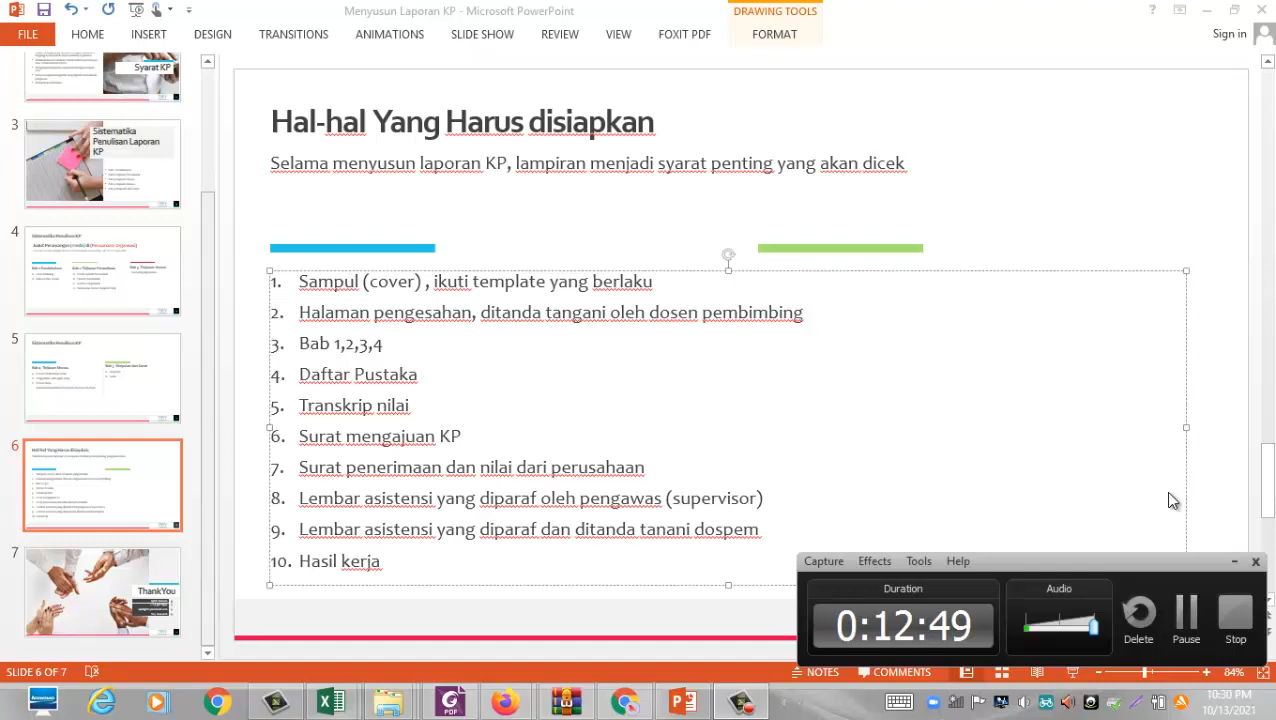 Menyusun Laporan KP - Microsoft PowerPoint
DRAWING TOOLS
FILE HOME INSERT DESIGN TRANSITIONS ANIMATIONS SLIDE SHOW REVIEW VIEW FOXIT PDF FORMAT
Sign in
Syarat KP
3
Sistematika
Penulisan Laporan
KP
4
5
6
7
ThankYou
Hal-hal Yang Harus disiapkan
Selama menyusun laporan KP, lampiran menjadi syarat penting yang akan dicek
1. Sampul (cover) , ikuti template yang berlaku
2. Halaman pengesahan, ditanda tangani oleh dosen pembimbing
3. Bab 1,2,3,4
4. Daftar Pustaka
5. Transkrip nilai
6. Surat mengajuan KP
7. Surat penerimaan dari dari perusahaan
8. Lembar asistensi yang diparaf oleh pengawas (supervisor)
9. Lembar asistensi yang diparaf dan ditanda tanani dospem
10. Hasil kerja
Capture Effects Tools Help
Duration
0:12:49
Audio
Delete Pause Stop
SLIDE 6 OF 7
NOTES COMMENTS 84%
10:30 PM
10/13/2021